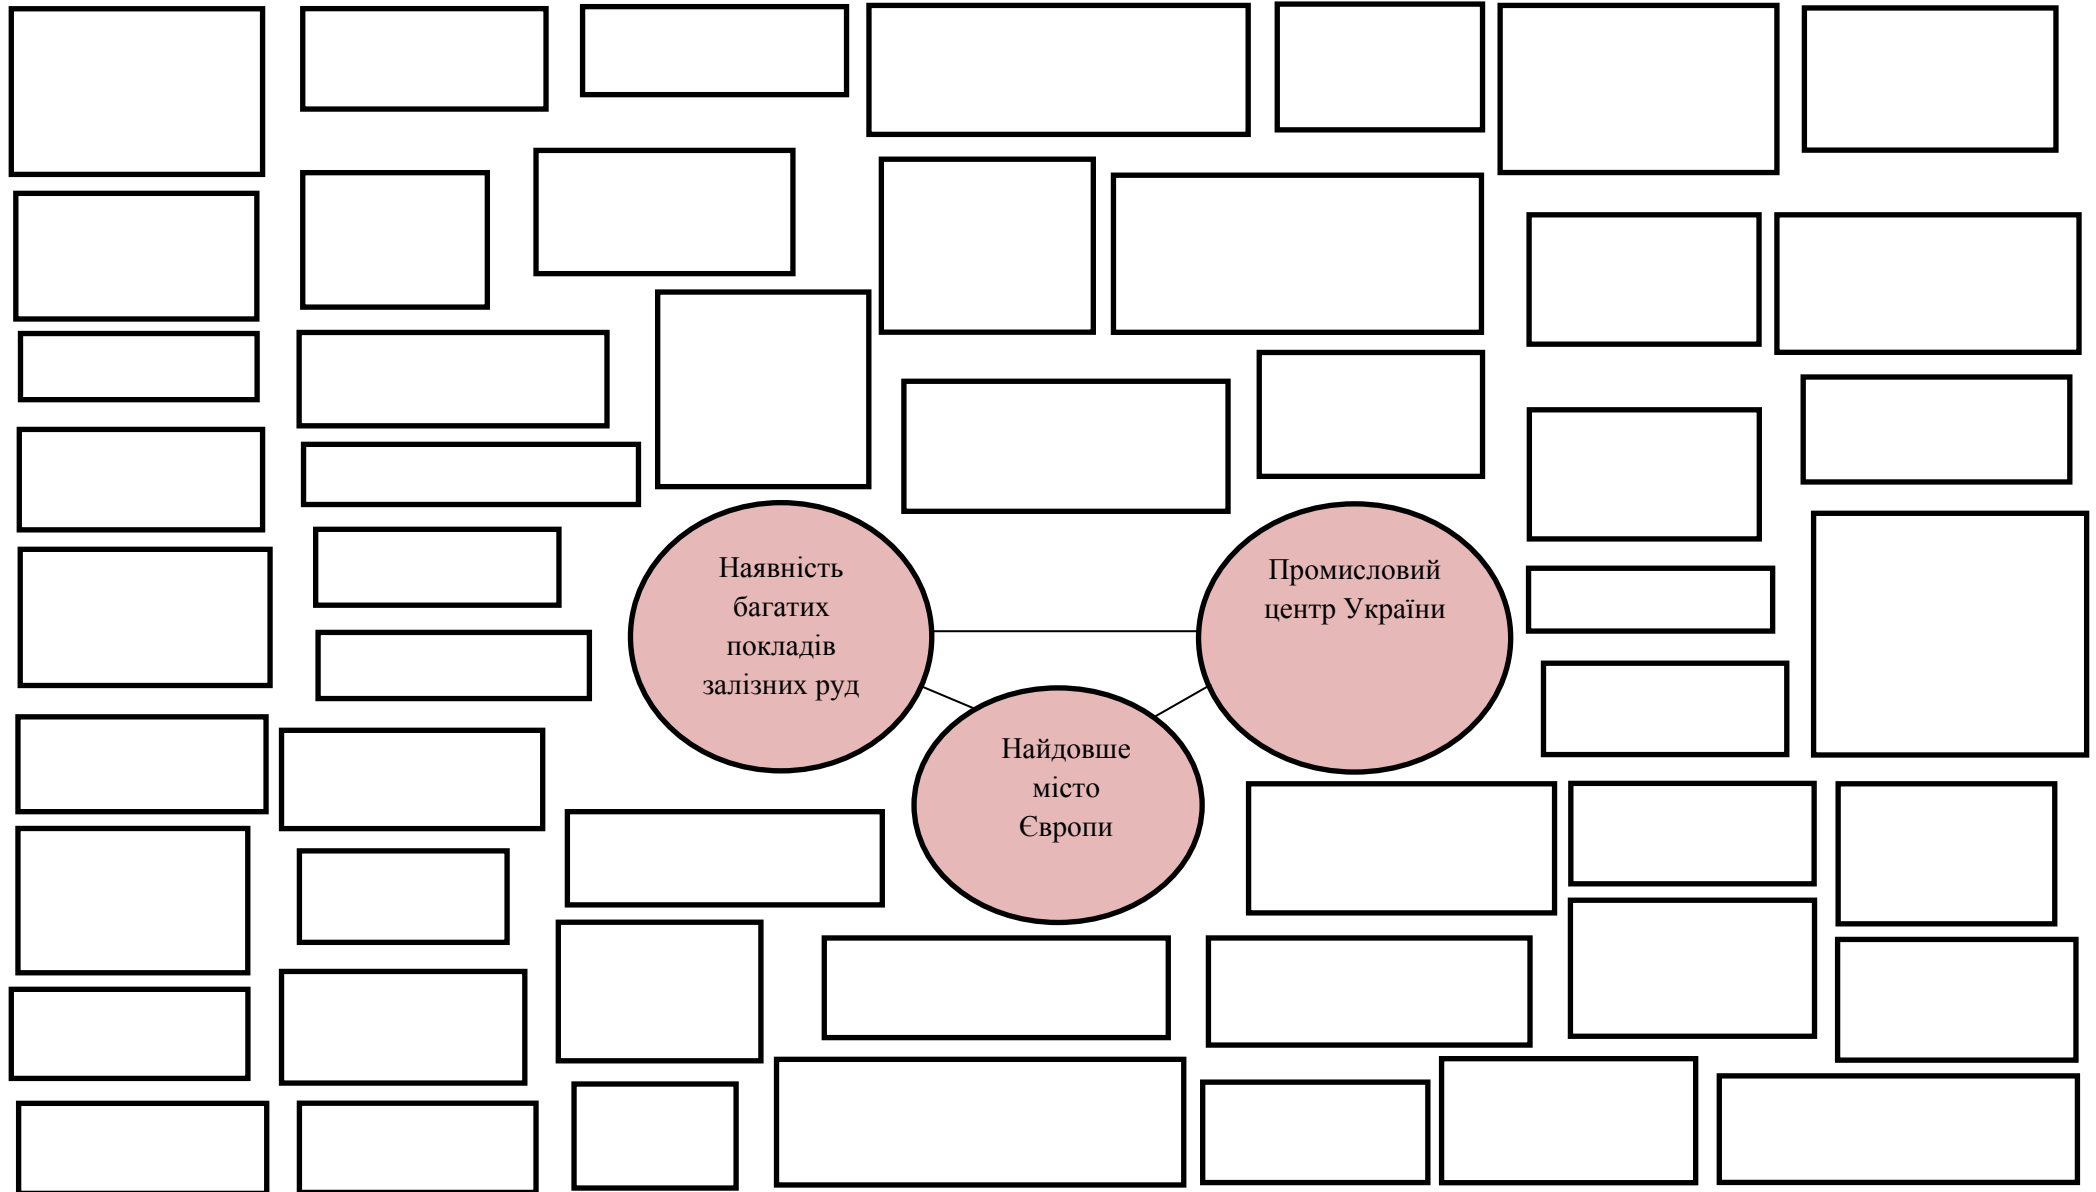 Наявність
багатих
покладів
залізних руд
Промисловий
центр України
Найдовше
місто
Європи